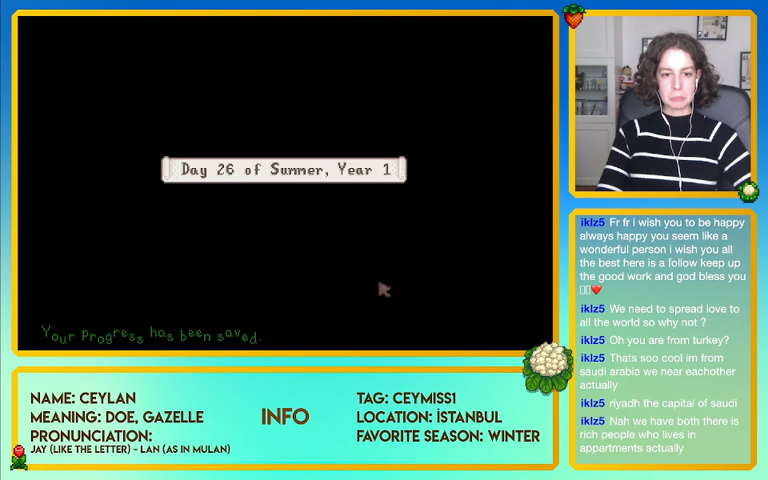 Day 26 of Summer, Year 1
Your progress has been saved.
iklz5 Fr fr i wish you to be happy
always happy you seem like a
wonderful person i wish you all
the best here is a follow keep up
the good work and god bless you
❤️
iklz5 We need to spread love to
all the world so why not ?
iklz5 Oh you are from turkey?
iklz5 Thats soo cool im from
saudi arabia we near eachother
actually
iklz5 riyadh the capital of saudi
iklz5 Nah we have both there is
rich people who lives in
appartments actually
NAME: CEYLAN
MEANING: DOE, GAZELLE
PRONUNCIATION:
JAY (LIKE THE LETTER) - LAN (AS IN MULAN)
INFO
TAG: CEYMISS1
LOCATION: İSTANBUL
FAVORITE SEASON: WINTER